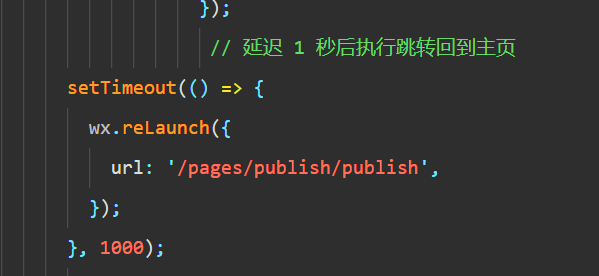 });
// 延迟 1 秒后执行跳转回到主页
setTimeout(() => {
wx.reLaunch({
url: '/pages/publish/publish',
});
}, 1000);